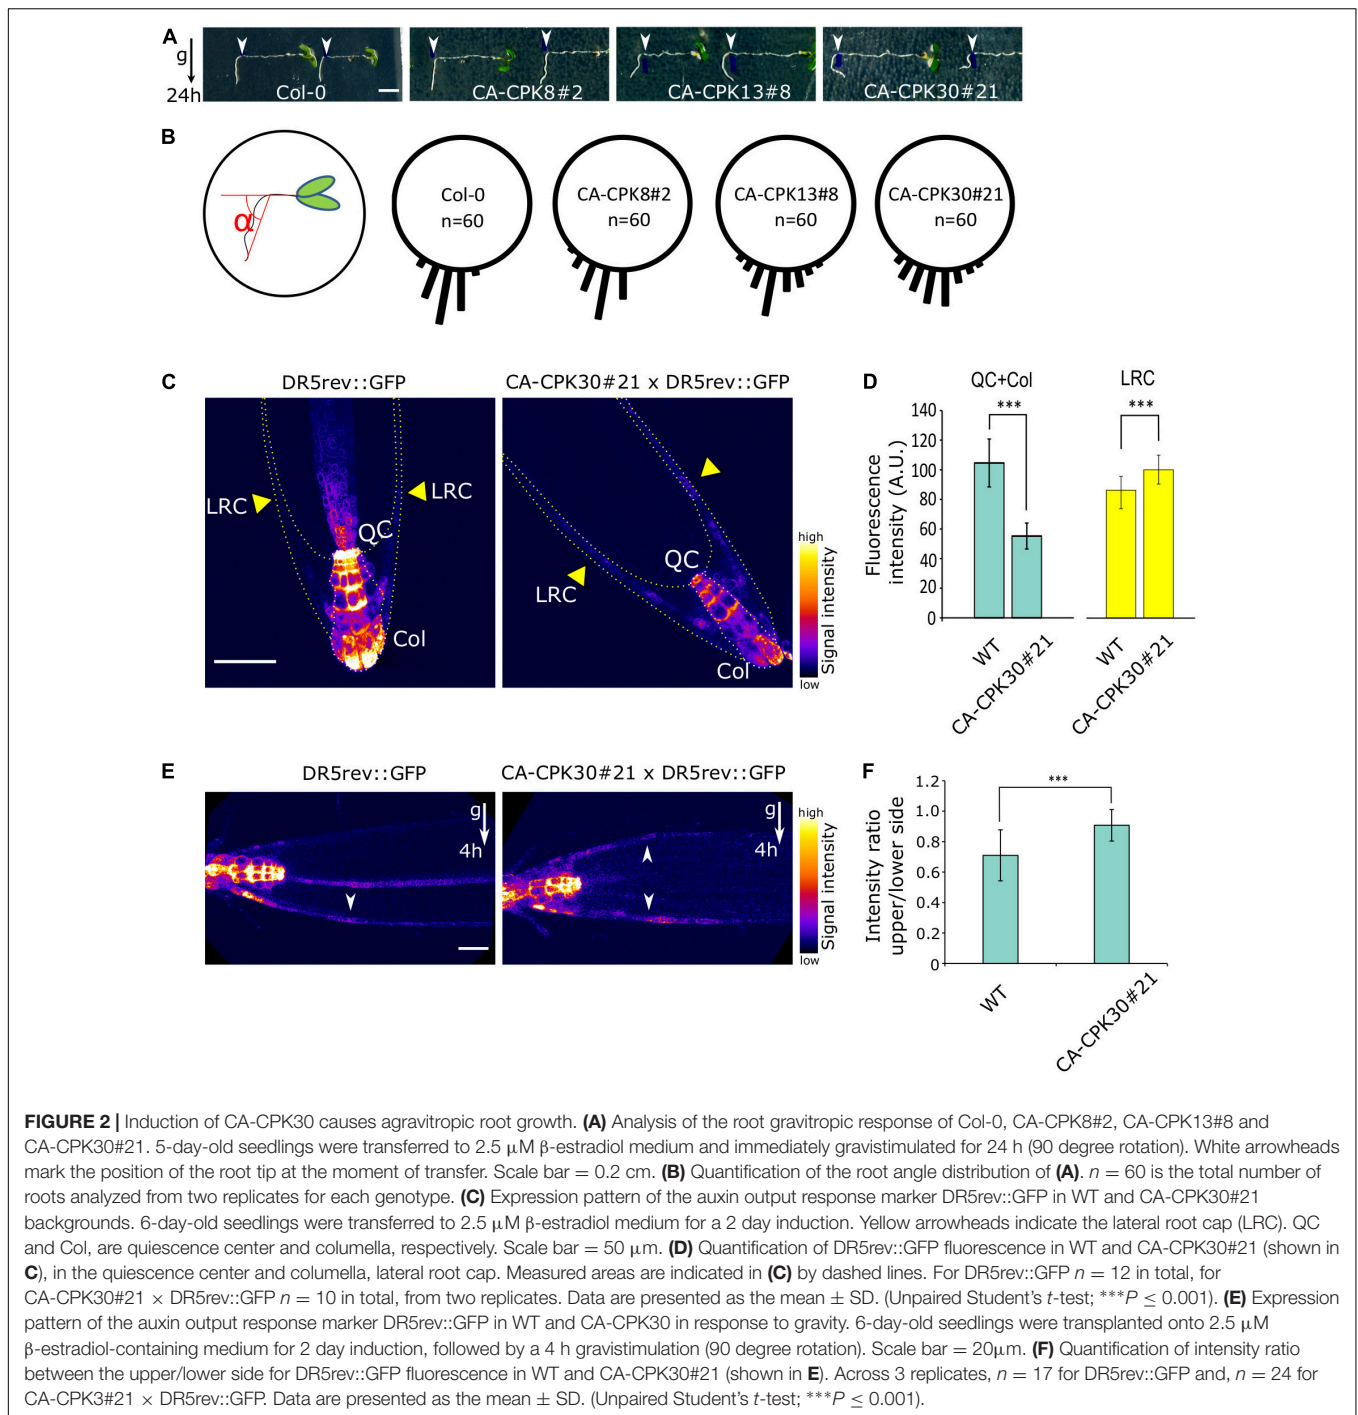 A
g
24h
Col-0
CA-CPK8#2
CA-CPK13#8
CA-CPK30#21
B
α
Col-0
n=60
CA-CPK8#2
n=60
CA-CPK13#8
n=60
CA-CPK30#21
n=60
C
DR5rev::GFP
CA-CPK30#21 x DR5rev::GFP
LRC
LRC
QC
Col
LRC
QC
Col
high
Signal intensity
low
D
QC+Col
LRC
***
***
Fluorescence
intensity (A.U.)
140
120
100
80
60
40
20
0
WT
CA-CPK30#21
WT
CA-CPK30#21
E
DR5rev::GFP
CA-CPK30#21 x DR5rev::GFP
g
4h
g
4h
high
Signal intensity
low
F
***
Intensity ratio
upper/lower side
1.2
1.0
0.8
0.6
0.4
0.2
0
WT
CA-CPK30#21
FIGURE 2 | Induction of CA-CPK30 causes agravitropic root growth. (A) Analysis of the root gravitropic response of Col-0, CA-CPK8#2, CA-CPK13#8 and
CA-CPK30#21. 5-day-old seedlings were transferred to 2.5 μM β-estradiol medium and immediately gravistimulated for 24 h (90 degree rotation). White arrowheads
mark the position of the root tip at the moment of transfer. Scale bar = 0.2 cm. (B) Quantification of the root angle distribution of (A). n = 60 is the total number of
roots analyzed from two replicates for each genotype. (C) Expression pattern of the auxin output response marker DR5rev::GFP in WT and CA-CPK30#21
backgrounds. 6-day-old seedlings were transferred to 2.5 μM β-estradiol medium for a 2 day induction. Yellow arrowheads indicate the lateral root cap (LRC). QC
and Col, are quiescence center and columella, respectively. Scale bar = 50 μm. (D) Quantification of DR5rev::GFP fluorescence in WT and CA-CPK30#21 (shown in
C), in the quiescence center and columella, lateral root cap. Measured areas are indicated in (C) by dashed lines. For DR5rev::GFP n = 12 in total, for
CA-CPK30#21 × DR5rev::GFP n = 10 in total, from two replicates. Data are presented as the mean ± SD. (Unpaired Student's t-test; ***P ≤ 0.001). (E) Expression
pattern of the auxin output response marker DR5rev::GFP in WT and CA-CPK30 in response to gravity. 6-day-old seedlings were transplanted onto 2.5 μM
β-estradiol-containing medium for 2 day induction, followed by a 4 h gravistimulation (90 degree rotation). Scale bar = 20μm. (F) Quantification of intensity ratio
between the upper/lower side for DR5rev::GFP fluorescence in WT and CA-CPK30#21 (shown in E). Across 3 replicates, n = 17 for DR5rev::GFP and, n = 24 for
CA-CPK3#21 × DR5rev::GFP. Data are presented as the mean ± SD. (Unpaired Student's t-test; ***P ≤ 0.001).